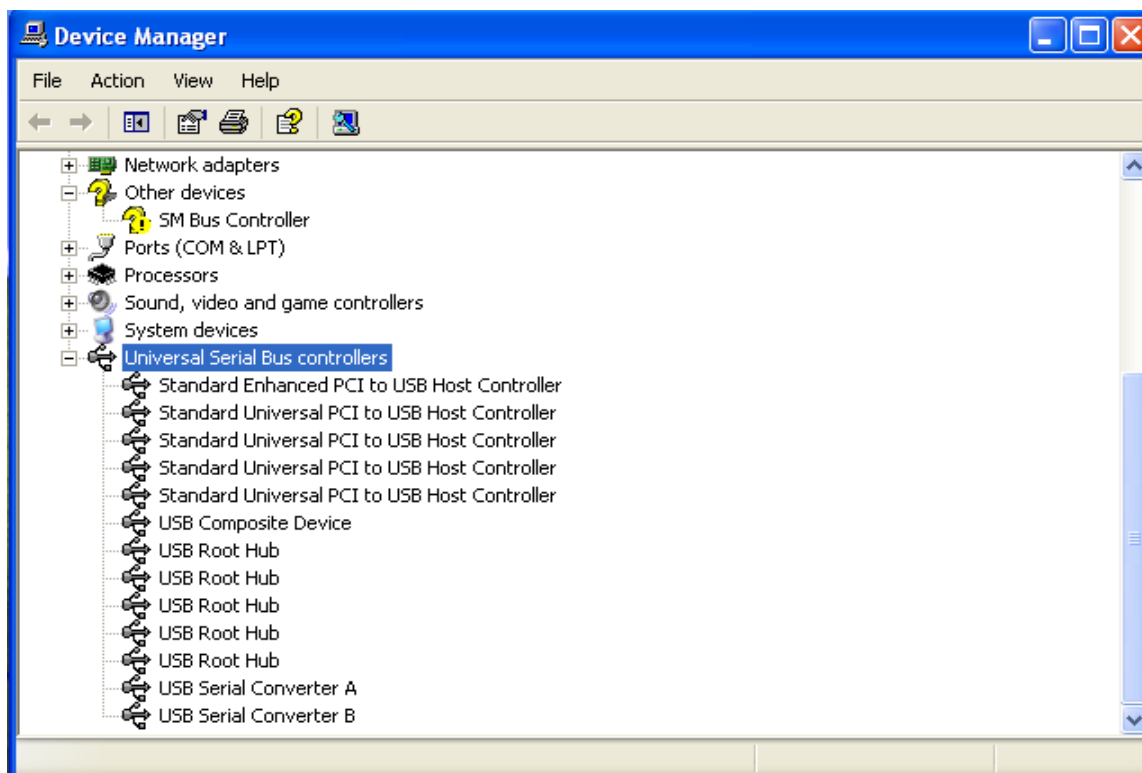 Device Manager
File Action View Help
Network adapters
Other devices
SM Bus Controller
Ports (COM & LPT)
Processors
Sound, video and game controllers
System devices
Universal Serial Bus controllers
Standard Enhanced PCI to USB Host Controller
Standard Universal PCI to USB Host Controller
Standard Universal PCI to USB Host Controller
Standard Universal PCI to USB Host Controller
Standard Universal PCI to USB Host Controller
USB Composite Device
USB Root Hub
USB Root Hub
USB Root Hub
USB Root Hub
USB Root Hub
USB Serial Converter A
USB Serial Converter B